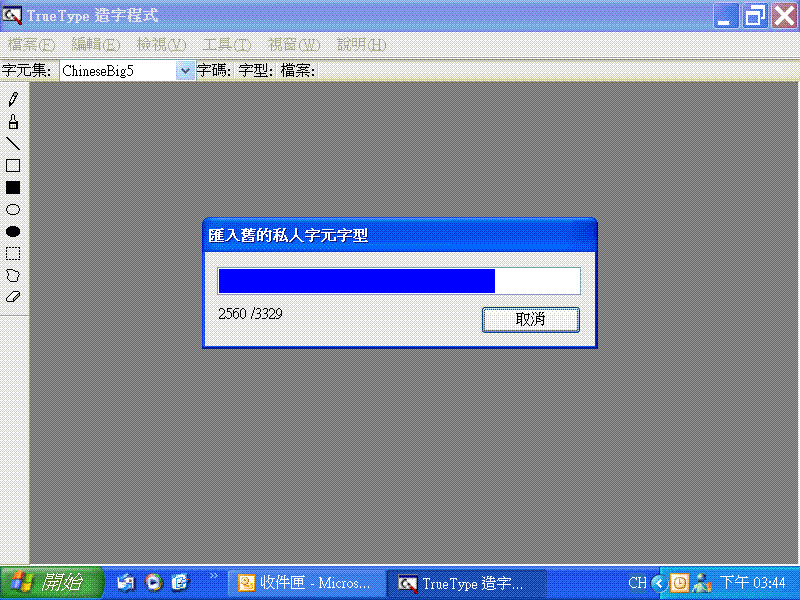 TrueType 造字程式
檔案(F) 編輯(E) 檢視(V) 工具(T) 視窗(W) 說明(H)
字元集: ChineseBig5 字碼: 字型: 檔案:
匯入舊的私人字元字型
2560 /3329
取消
開始 » 收件匣 - Micros... TrueType 造字... CH 下午 03:44